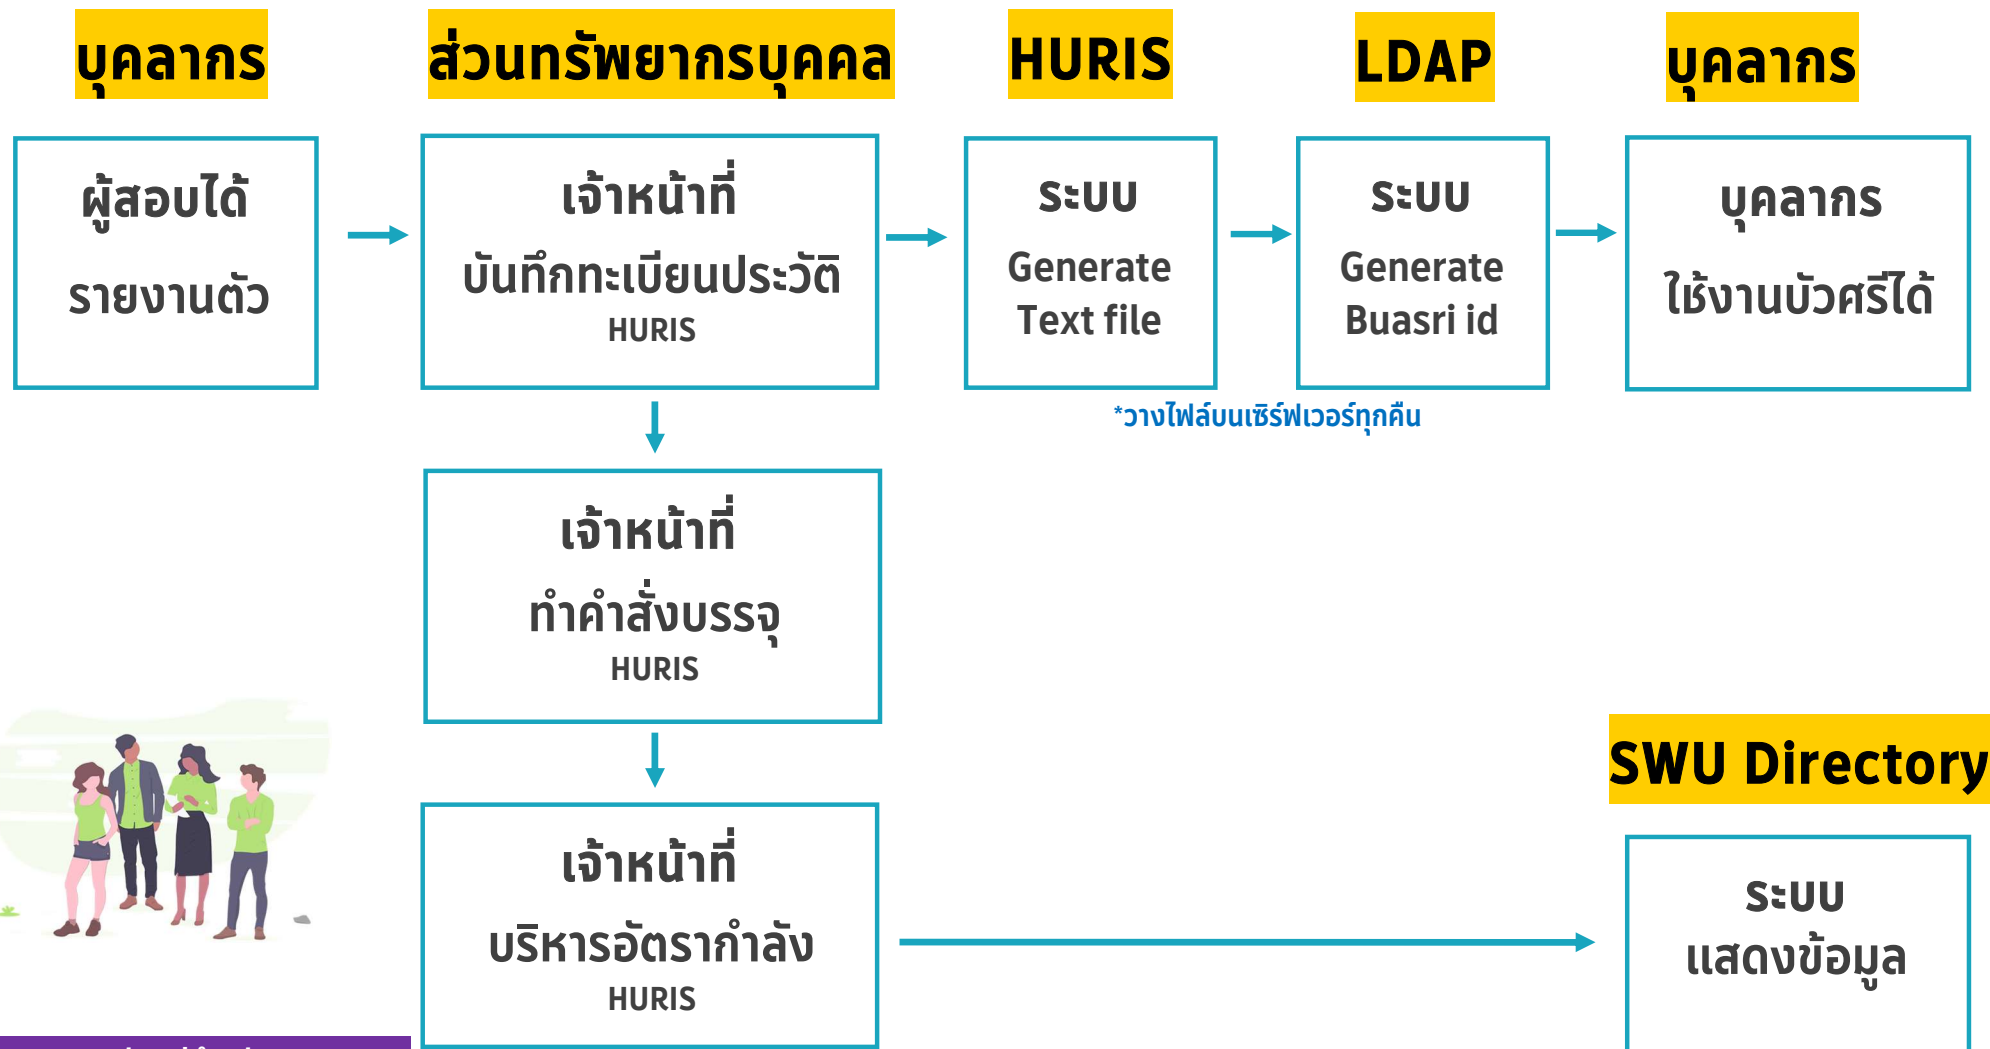 บุคลากร
ส่วนทรัพยากรบุคคล
HURIS
LDAP
บุคลากร
ผู้สอบได้
รายงานตัว
เจ้าหน้าที่
บันทึกทะเบียนประวัติ
HURIS
ระบบ
Generate
Text file
ระบบ
Generate
Buasri id
บุคลากร
ใช้งานบัวศรีได้
*วางไฟล์บนเซิร์ฟเวอร์ทุกคืน
เจ้าหน้าที่
ทำคำสั่งบรรจุ
HURIS
SWU Directory
เจ้าหน้าที่
บริหารอัตรากำลัง
HURIS
ระบบ
แสดงข้อมูล